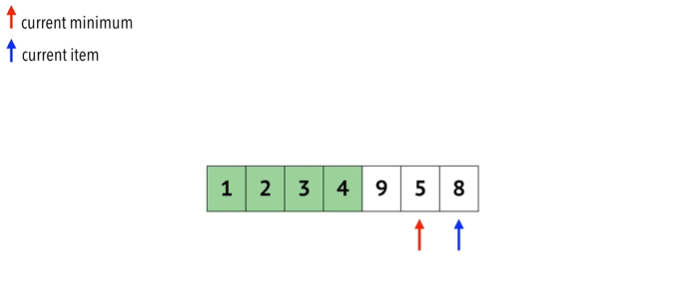 current minimum
current item
1 2 3 4 9 5 8